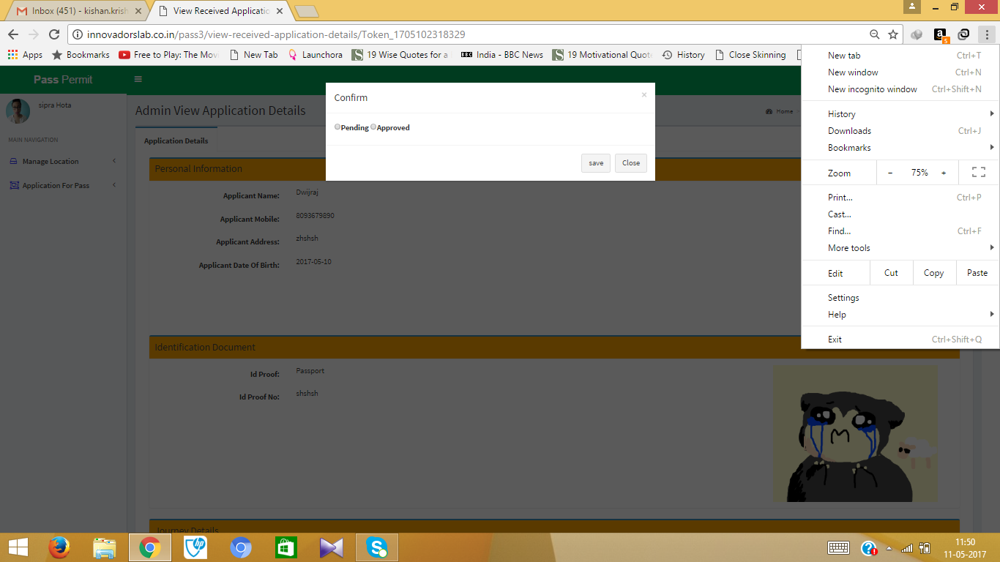 Inbox (451) - kishan.krish
View Received Applicatio
innovadorslab.co.in/pass3/view-received-application-details/Token_1705102318329
Apps
Bookmarks
Free to Play: The Mov
New Tab
Launchora
19 Wise Quotes for a
BBC
India - BBC News
19 Motivational Quot
History
Close Skinning
Pass Permit
sipra Hota
MAIN NAVIGATION
Manage Location
Application For Pass
Admin View Application Details
Home
Application Details
Personal Information
Applicant Name: Dwijraj
Applicant Mobile: 8093679890
Applicant Address: zhshsh
Applicant Date Of Birth: 2017-05-10
Identification Document
Id Proof: Passport
Id Proof No: shshsh
Journey Details
Confirm
×
Pending Approved
save Close
New tab Ctrl+T
New window Ctrl+N
New incognito window Ctrl+Shift+N
History
Downloads Ctrl+J
Bookmarks
Zoom − 75% +
Print... Ctrl+P
Cast...
Find... Ctrl+F
More tools
Edit Cut Copy Paste
Settings
Help
Exit Ctrl+Shift+Q
11:50
11-05-2017